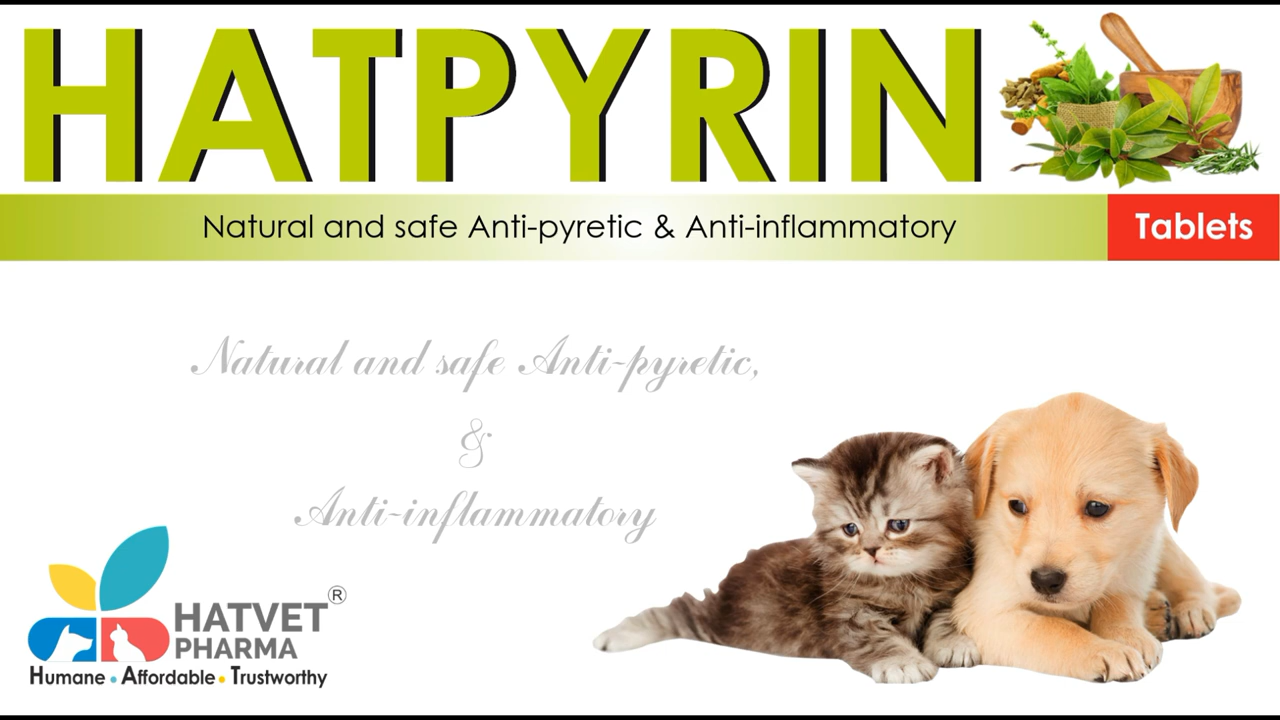 HATPYRIN
Natural and safe Anti-pyretic & Anti-inflammatory
Tablets
Natural and safe Anti-pyretic,
&
Anti-inflammatory
HATVET®
PHARMA
Humane • Affordable • Trustworthy